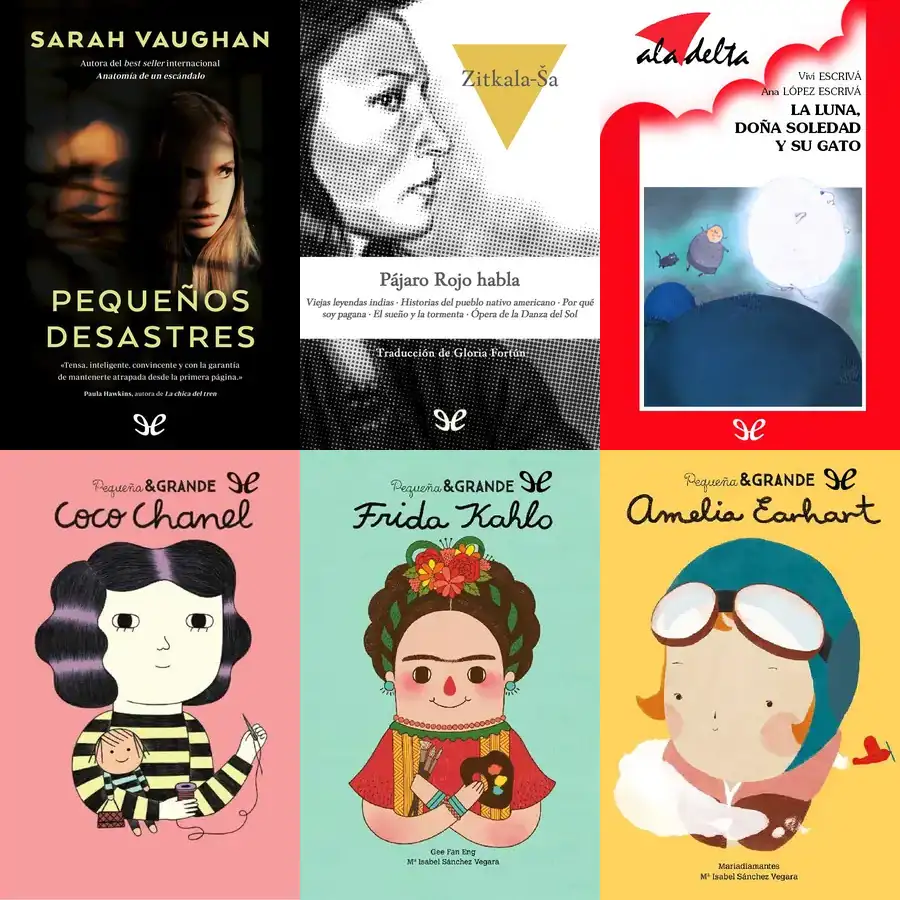 SARAH VAUGHAN
Autora del best seller internacional
Anatomía de un escándalo
PEQUEÑOS
DESASTRES
«Tensa, inteligente, convincente y con la garantía
de mantenerte atrapada desde la primera página.»
Paula Hawkins, autora de La chica del tren
Zitkala-Ša
Pájaro Rojo habla
Viejas leyendas indias · Historias del pueblo nativo americano · Por qué
soy pagana · El sueño y la tormenta · Ópera de la Danza del Sol
Traducción de Gloria Fortún
ala delta
Vivi ESCRIVÁ
Ana LÓPEZ ESCRIVÁ
LA LUNA,
DOÑA SOLEDAD
Y SU GATO
Pequeña &GRANDE
Coco Chanel
Pequeña &GRANDE
Frida Kahlo
Gee Fan Eng
Mª Isabel Sánchez Vegara
Pequeña &GRANDE
Amelia Earhart
Mariadiamantes
Mª Isabel Sánchez Vegara